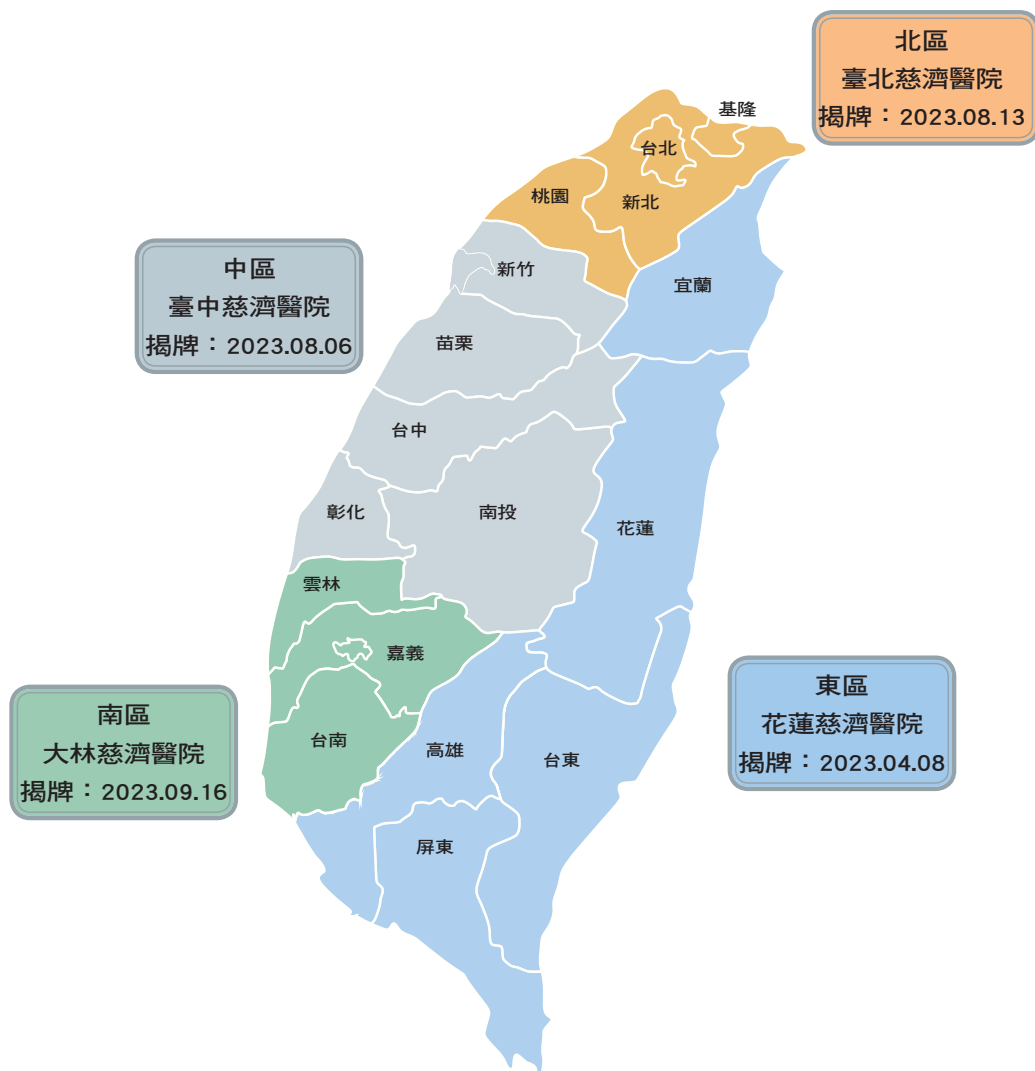 北區
臺北慈濟醫院
揭牌：2023.08.13
基隆
台北
桃園
新北
中區
臺中慈濟醫院
揭牌：2023.08.06
新竹
宜蘭
苗栗
台中
彰化
南投
花蓮
雲林
嘉義
南區
大林慈濟醫院
揭牌：2023.09.16
東區
花蓮慈濟醫院
揭牌：2023.04.08
台南
高雄
台東
屏東